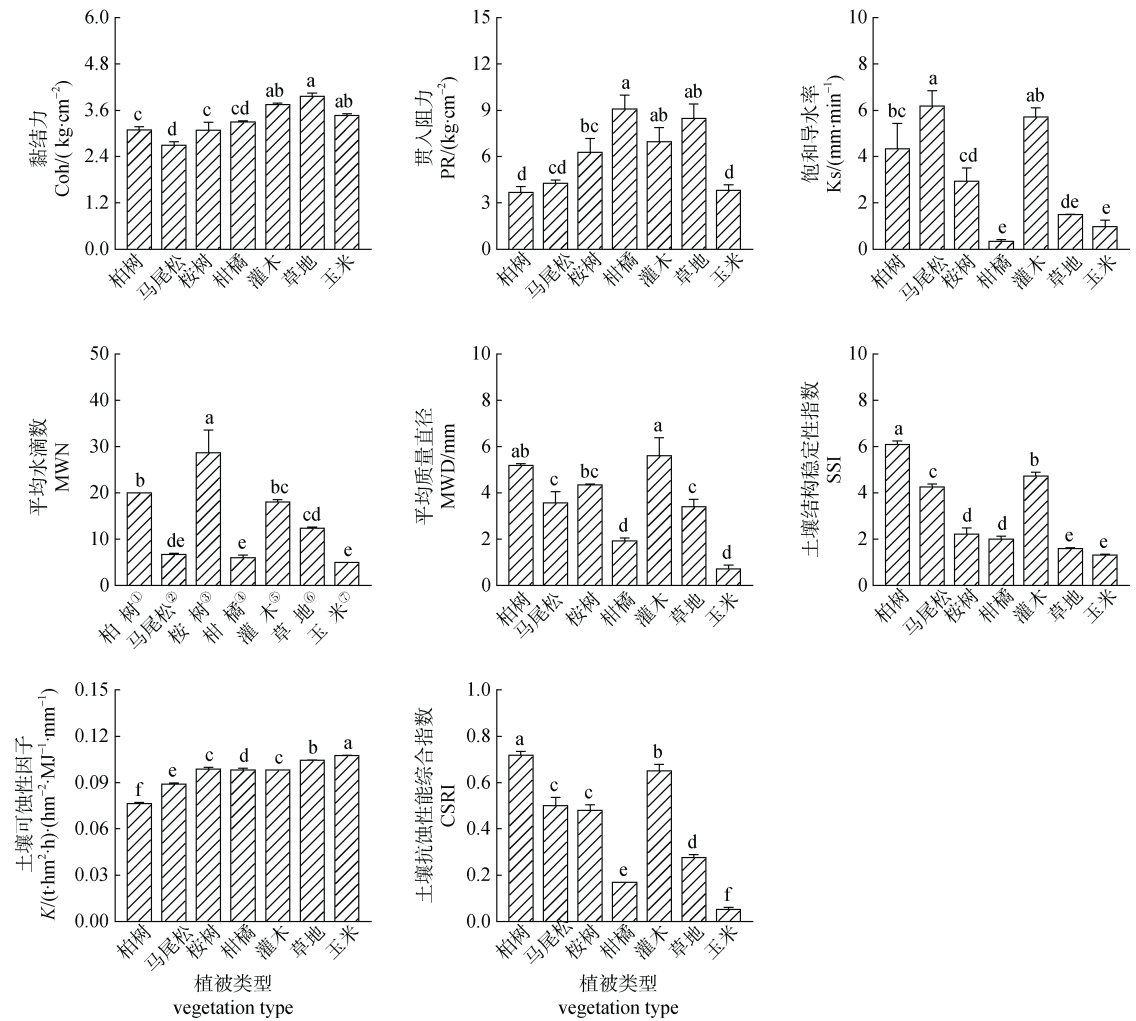 黏结力
Coh/( kg·cm⁻²)
6.0
4.8
3.6
2.4
1.2
0.0
c
d
c
cd
ab
a
ab
柏树
马尾松
桉树
柑橘
灌木
草地
玉米
贯入阻力
PR/(kg·cm⁻²)
15
12
9
6
3
0
d
cd
bc
a
ab
a
d
柏树
马尾松
桉树
柑橘
灌木
草地
玉米
饱和导水率
Ks/(mm·min⁻¹)
10
8
6
4
2
0
bc
a
cd
e
ab
de
e
柏树
马尾松
桉树
柑橘
灌木
草地
玉米
平均水滴数
MWN
50
40
30
20
10
0
b
de
a
e
bc
cd
e
柏 树①
马尾松②
桉 树③
柑 橘④
灌 木⑤
草 地⑥
玉 米⑦
平均质量直径
MWD/mm
10
8
6
4
2
0
ab
c
bc
d
a
c
d
柏树
马尾松
桉树
柑橘
灌木
草地
玉米
土壤结构稳定性指数
SSI
10
8
6
4
2
0
a
c
d
d
b
e
e
柏树
马尾松
桉树
柑橘
灌木
草地
玉米
土壤可蚀性因子
K/(t·hm²·h)·(hm⁻²·MJ⁻¹·mm⁻¹)
0.15
0.12
0.09
0.06
0.03
0.00
f
e
c
d
c
b
a
柏树
马尾松
桉树
柑橘
灌木
草地
玉米
植被类型
vegetation type
土壤抗蚀性能综合指数
CSRI
1.0
0.8
0.6
0.4
0.2
0.0
a
c
c
e
b
d
f
柏树
马尾松
桉树
柑橘
灌木
草地
玉米
植被类型
vegetation type